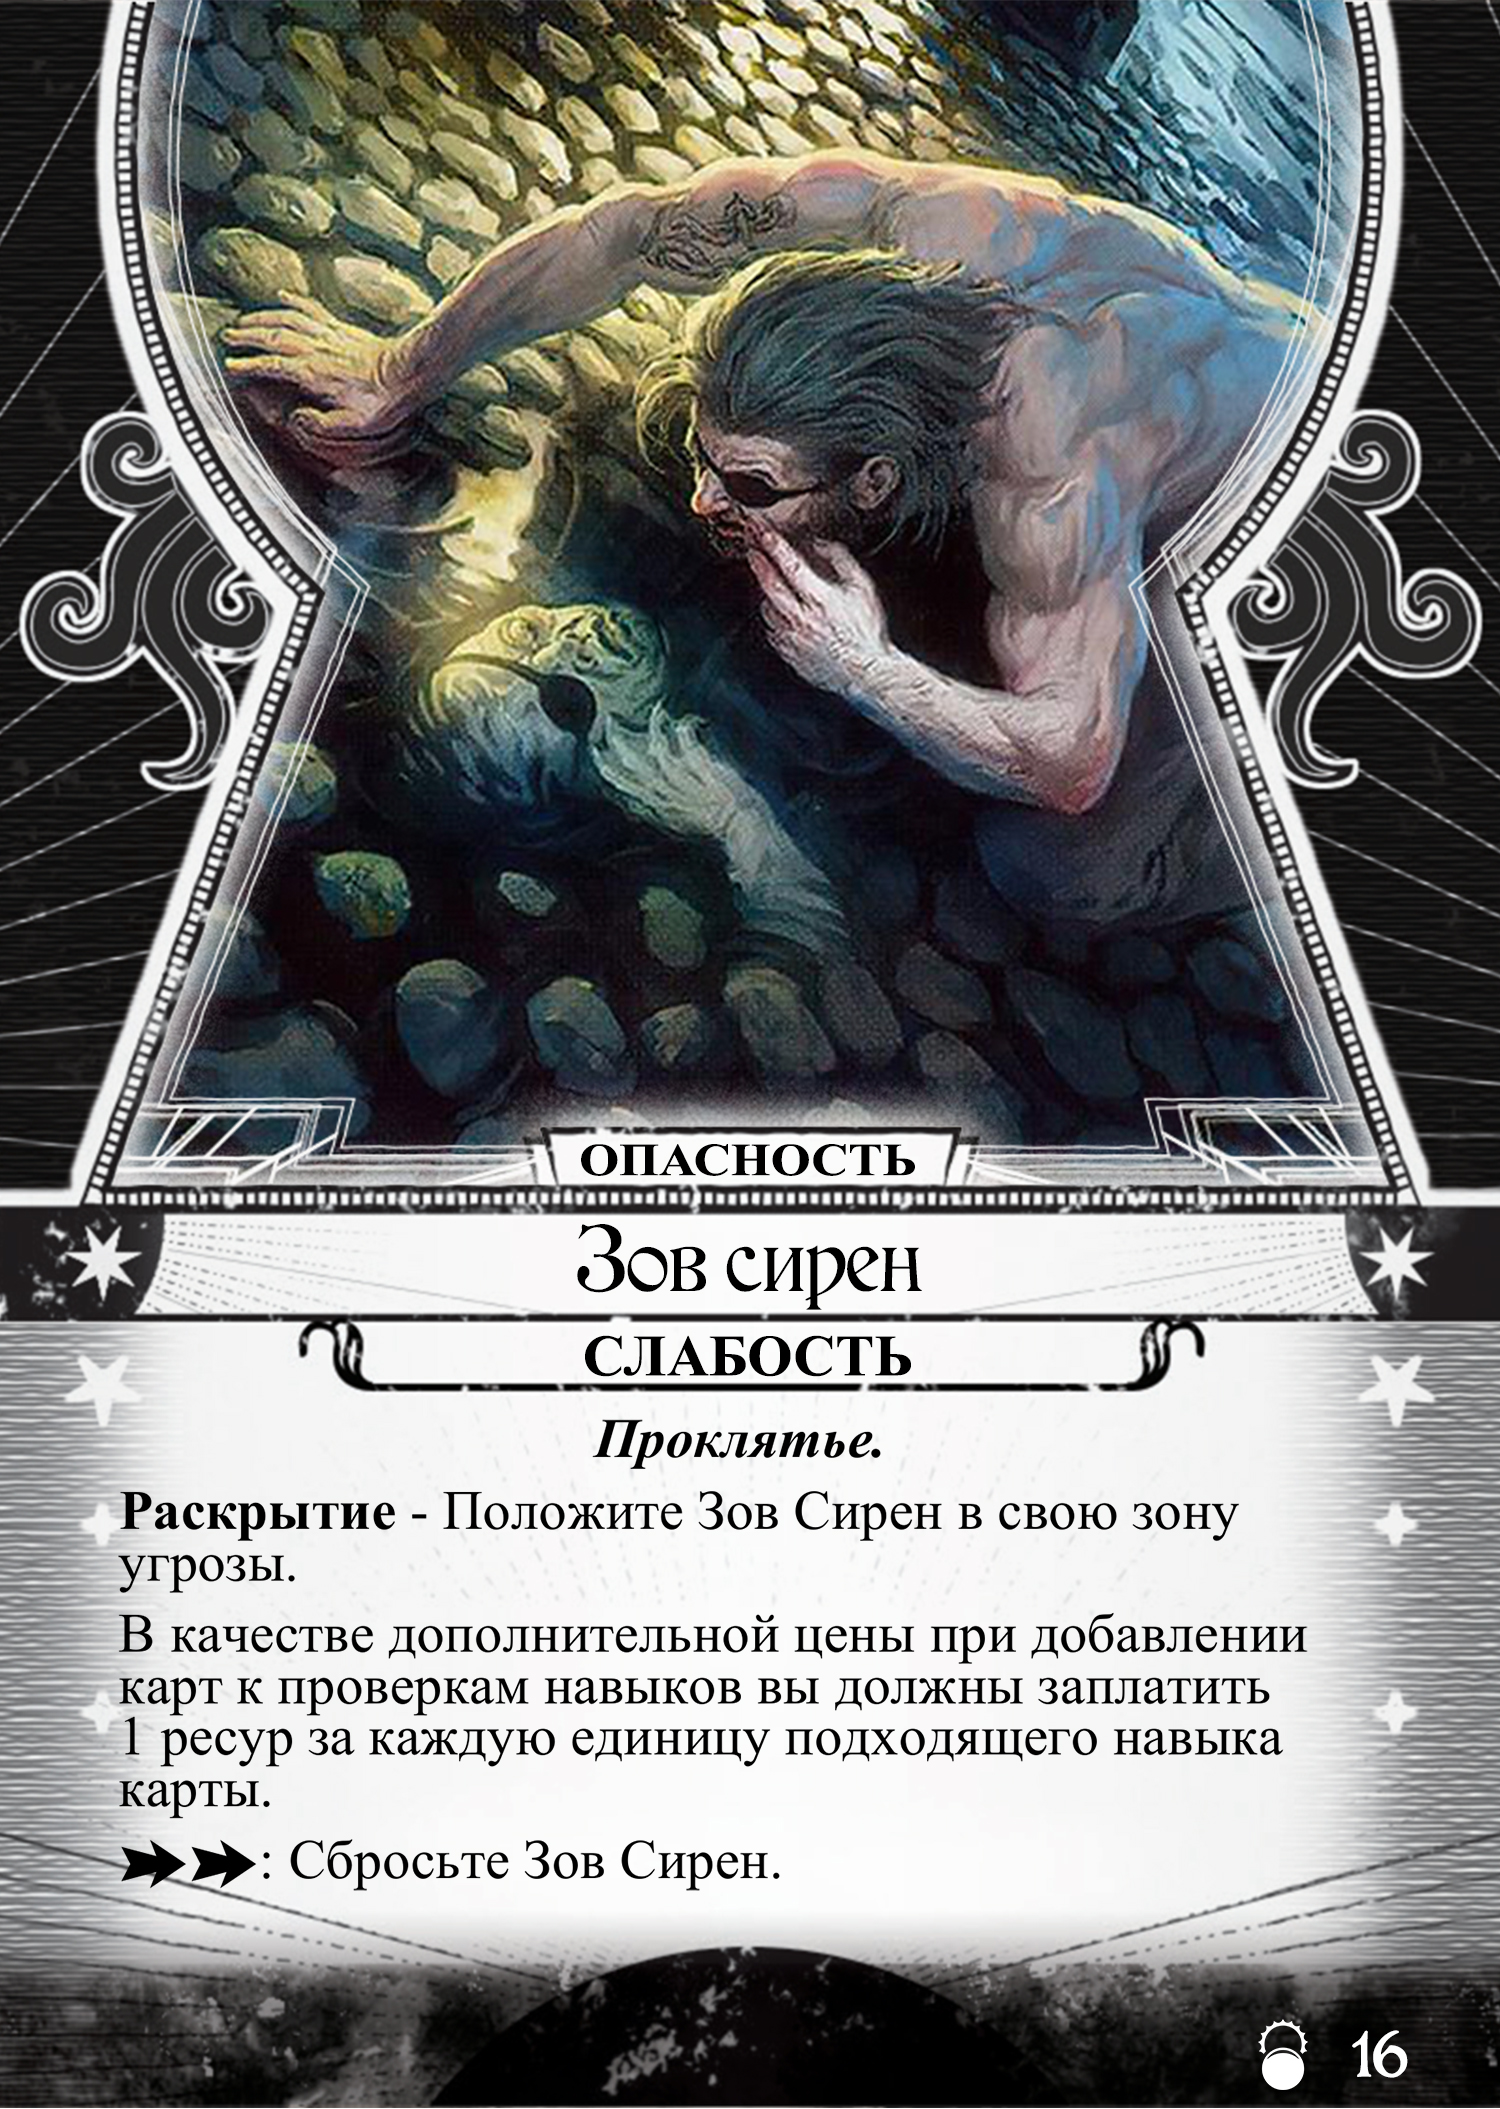 ОПАСНОСТЬ
Зов сирен
СЛАБОСТЬ
Проклятье.
Раскрытие - Положите Зов Сирен в свою зону
угрозы.
В качестве дополнительной цены при добавлении
карт к проверкам навыков вы должны заплатить
1 ресур за каждую единицу подходящего навыка
карты.
: Сбросьте Зов Сирен.
16